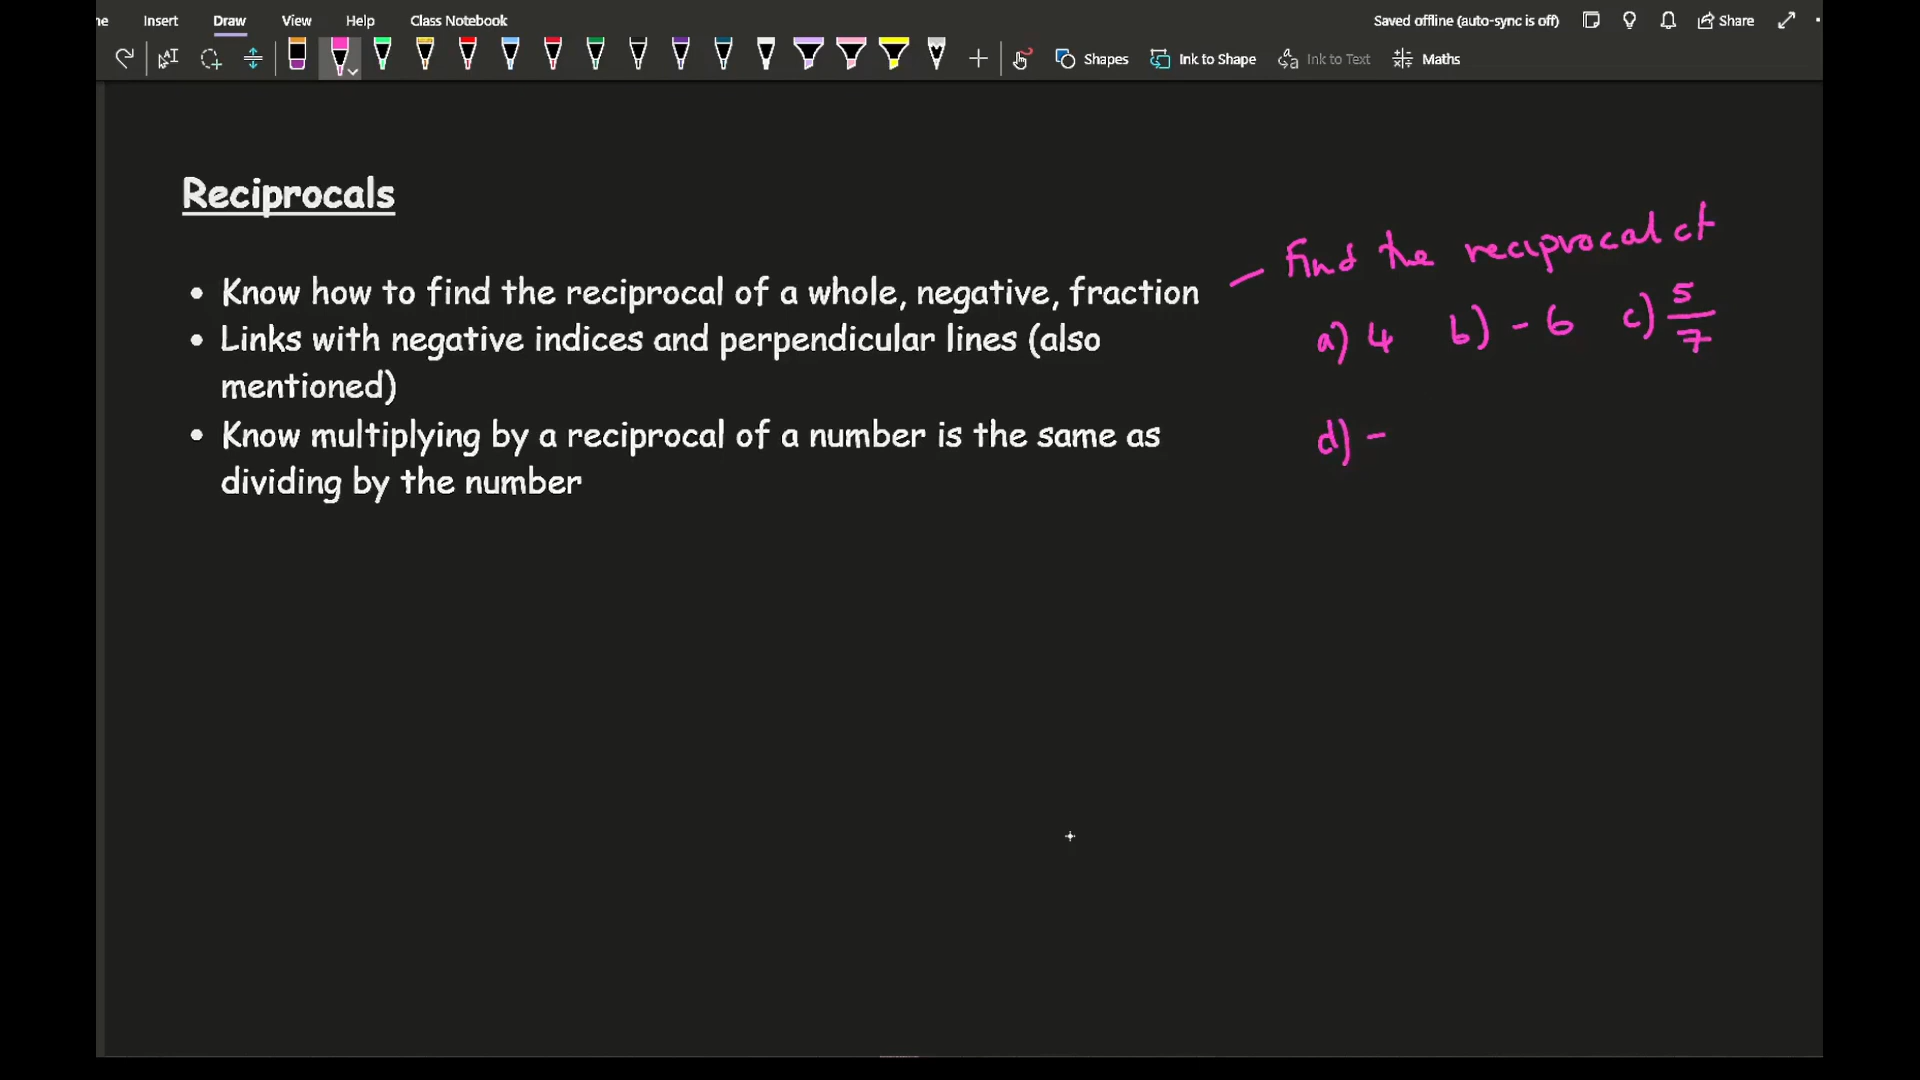 Insert Draw View Help Class Notebook Saved offline (auto-sync is off) Share
Shapes Ink to Shape Ink to Text Maths
Reciprocals
• Know how to find the reciprocal of a whole, negative, fraction
• Links with negative indices and perpendicular lines (also
mentioned)
• Know multiplying by a reciprocal of a number is the same as
dividing by the number
- Find the reciprocal of
a) 4 b) - 6 c) 5/7
d) -